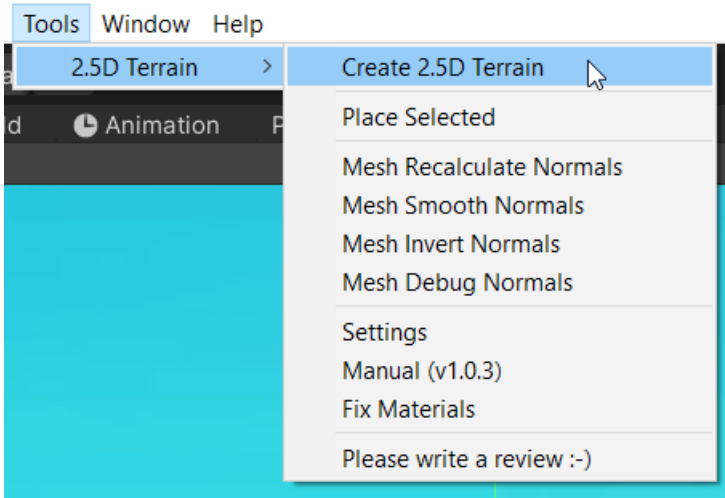 Tools Window Help
2.5D Terrain > Create 2.5D Terrain
ld Animation P
Place Selected
Mesh Recalculate Normals
Mesh Smooth Normals
Mesh Invert Normals
Mesh Debug Normals
Settings
Manual (v1.0.3)
Fix Materials
Please write a review :-)